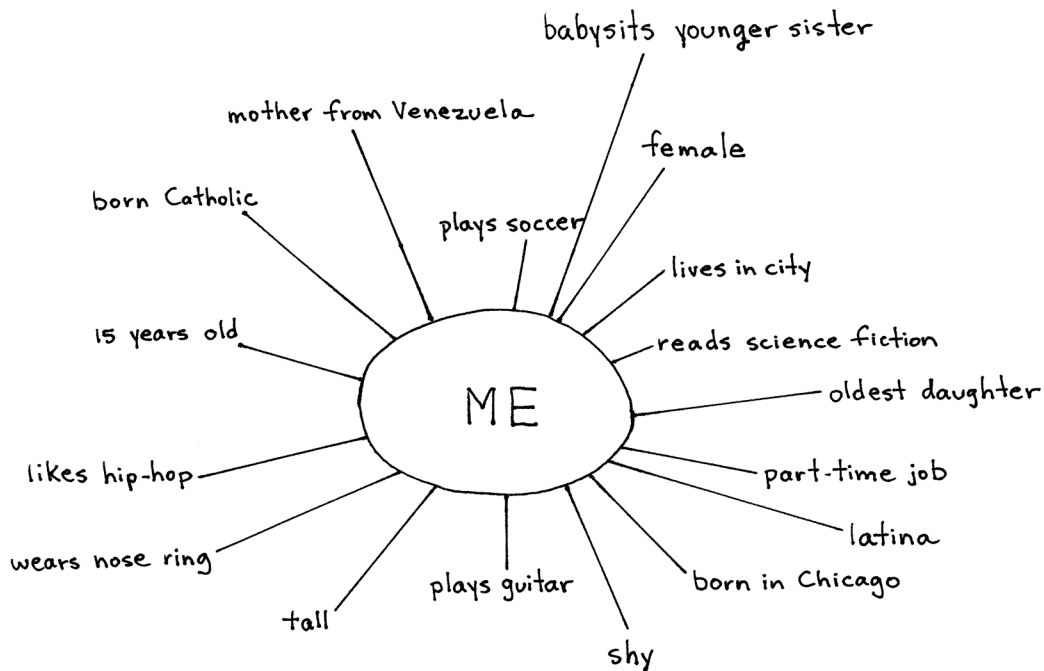 babysits younger sister
mother from Venezuela
female
born Catholic
plays soccer
lives in city
15 years old
reads science fiction
ME
oldest daughter
likes hip-hop
part-time job
latina
wears nose ring
plays guitar
born in Chicago
tall
shy